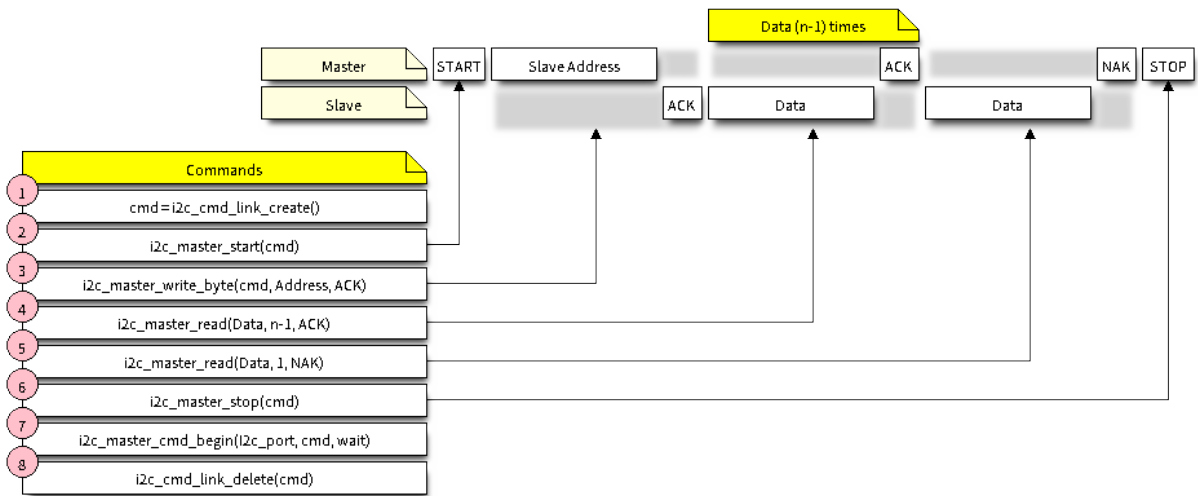 Data (n-1) times
Master START Slave Address ACK NAK STOP
Slave ACK Data Data
Commands
1
cmd=i2c_cmd_link_create()
2
i2c_master_start(cmd)
3
i2c_master_write_byte(cmd, Address, ACK)
4
i2c_master_read(Data, n-1, ACK)
5
i2c_master_read(Data, 1, NAK)
6
i2c_master_stop(cmd)
7
i2c_master_cmd_begin(I2c_port, cmd, wait)
8
i2c_cmd_link_delete(cmd)